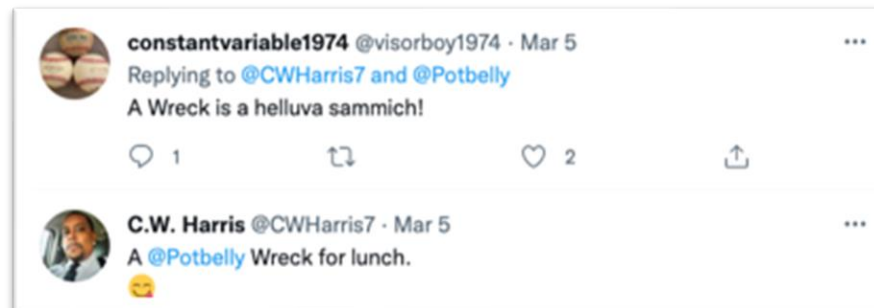 constantvariable1974 @visorboy1974 · Mar 5
Replying to @CWHarris7 and @Potbelly
A Wreck is a helluva sammich!
1 2
C.W. Harris @CWHarris7 · Mar 5
A @Potbelly Wreck for lunch.
😋